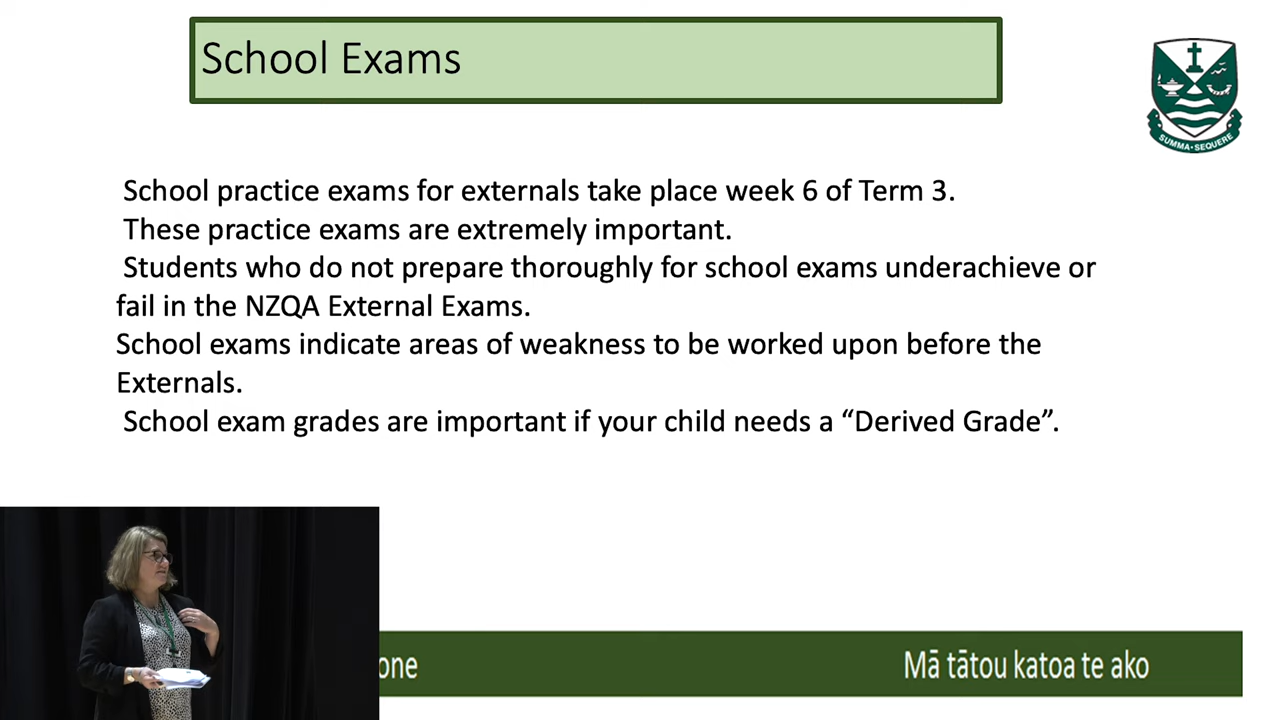 School Exams
SUMMA·SEQUERE
School practice exams for externals take place week 6 of Term 3.
These practice exams are extremely important.
Students who do not prepare thoroughly for school exams underachieve or
fail in the NZQA External Exams.
School exams indicate areas of weakness to be worked upon before the
Externals.
School exam grades are important if your child needs a “Derived Grade”.
one
Mā tātou katoa te ako